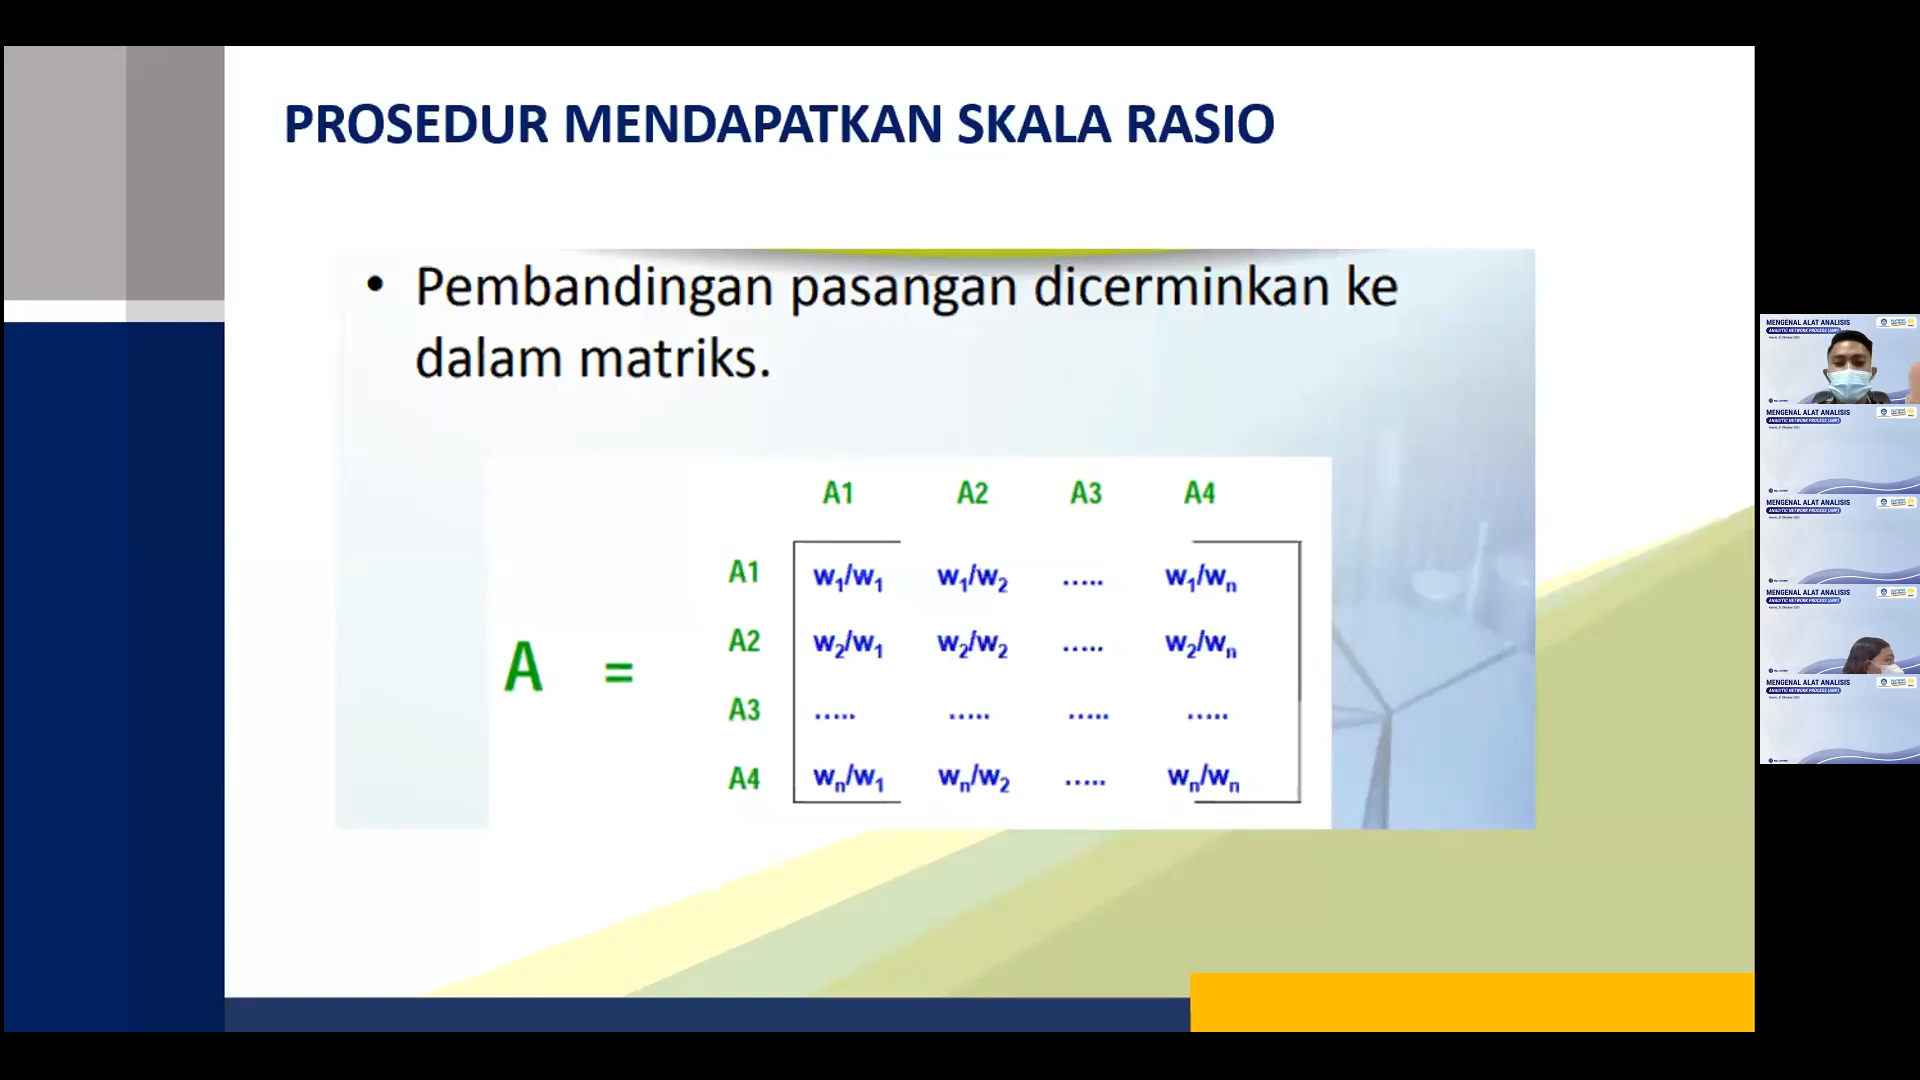 PROSEDUR MENDAPATKAN SKALA RASIO
• Pembandingan pasangan dicerminkan ke
dalam matriks.
A1 A2 A3 A4
A1 w₁/w₁ w₁/w₂ ..... w₁/wₙ
A2 w₂/w₁ w₂/w₂ ..... w₂/wₙ
A =
A3 ..... ..... ..... .....
A4 wₙ/w₁ wₙ/w₂ ..... wₙ/wₙ
MENGENAL ALAT ANALISIS
ANALYTIC NETWORK PROCESS (ANP)
MENGENAL ALAT ANALISIS
ANALYTIC NETWORK PROCESS (ANP)
MENGENAL ALAT ANALISIS
ANALYTIC NETWORK PROCESS (ANP)
MENGENAL ALAT ANALISIS
ANALYTIC NETWORK PROCESS (ANP)
MENGENAL ALAT ANALISIS
ANALYTIC NETWORK PROCESS (ANP)